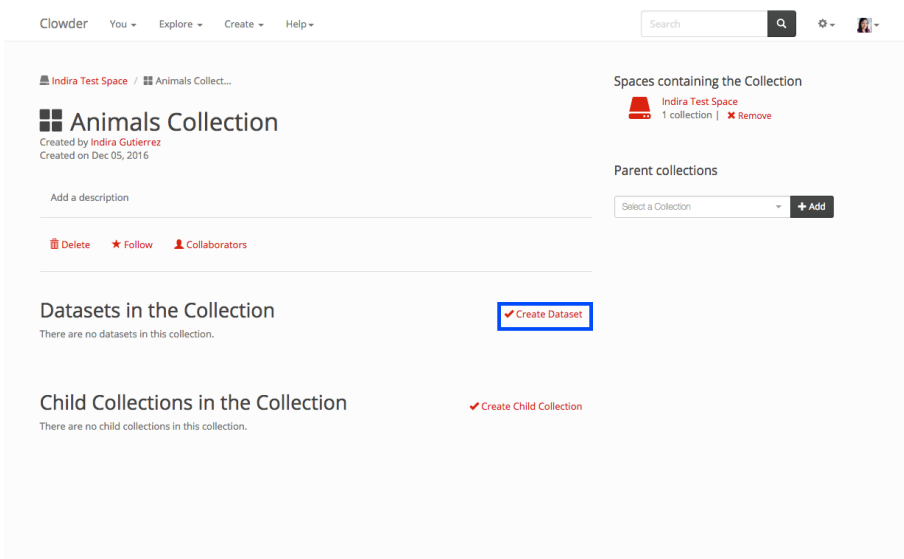 Clowder You Explore Create Help Search
Indira Test Space / Animals Collect...
Animals Collection
Created by Indira Gutierrez
Created on Dec 05, 2016
Add a description
Delete Follow Collaborators
Datasets in the Collection
Create Dataset
There are no datasets in this collection.
Child Collections in the Collection
Create Child Collection
There are no child collections in this collection.
Spaces containing the Collection
Indira Test Space
1 collection | Remove
Parent collections
Select a Collection + Add